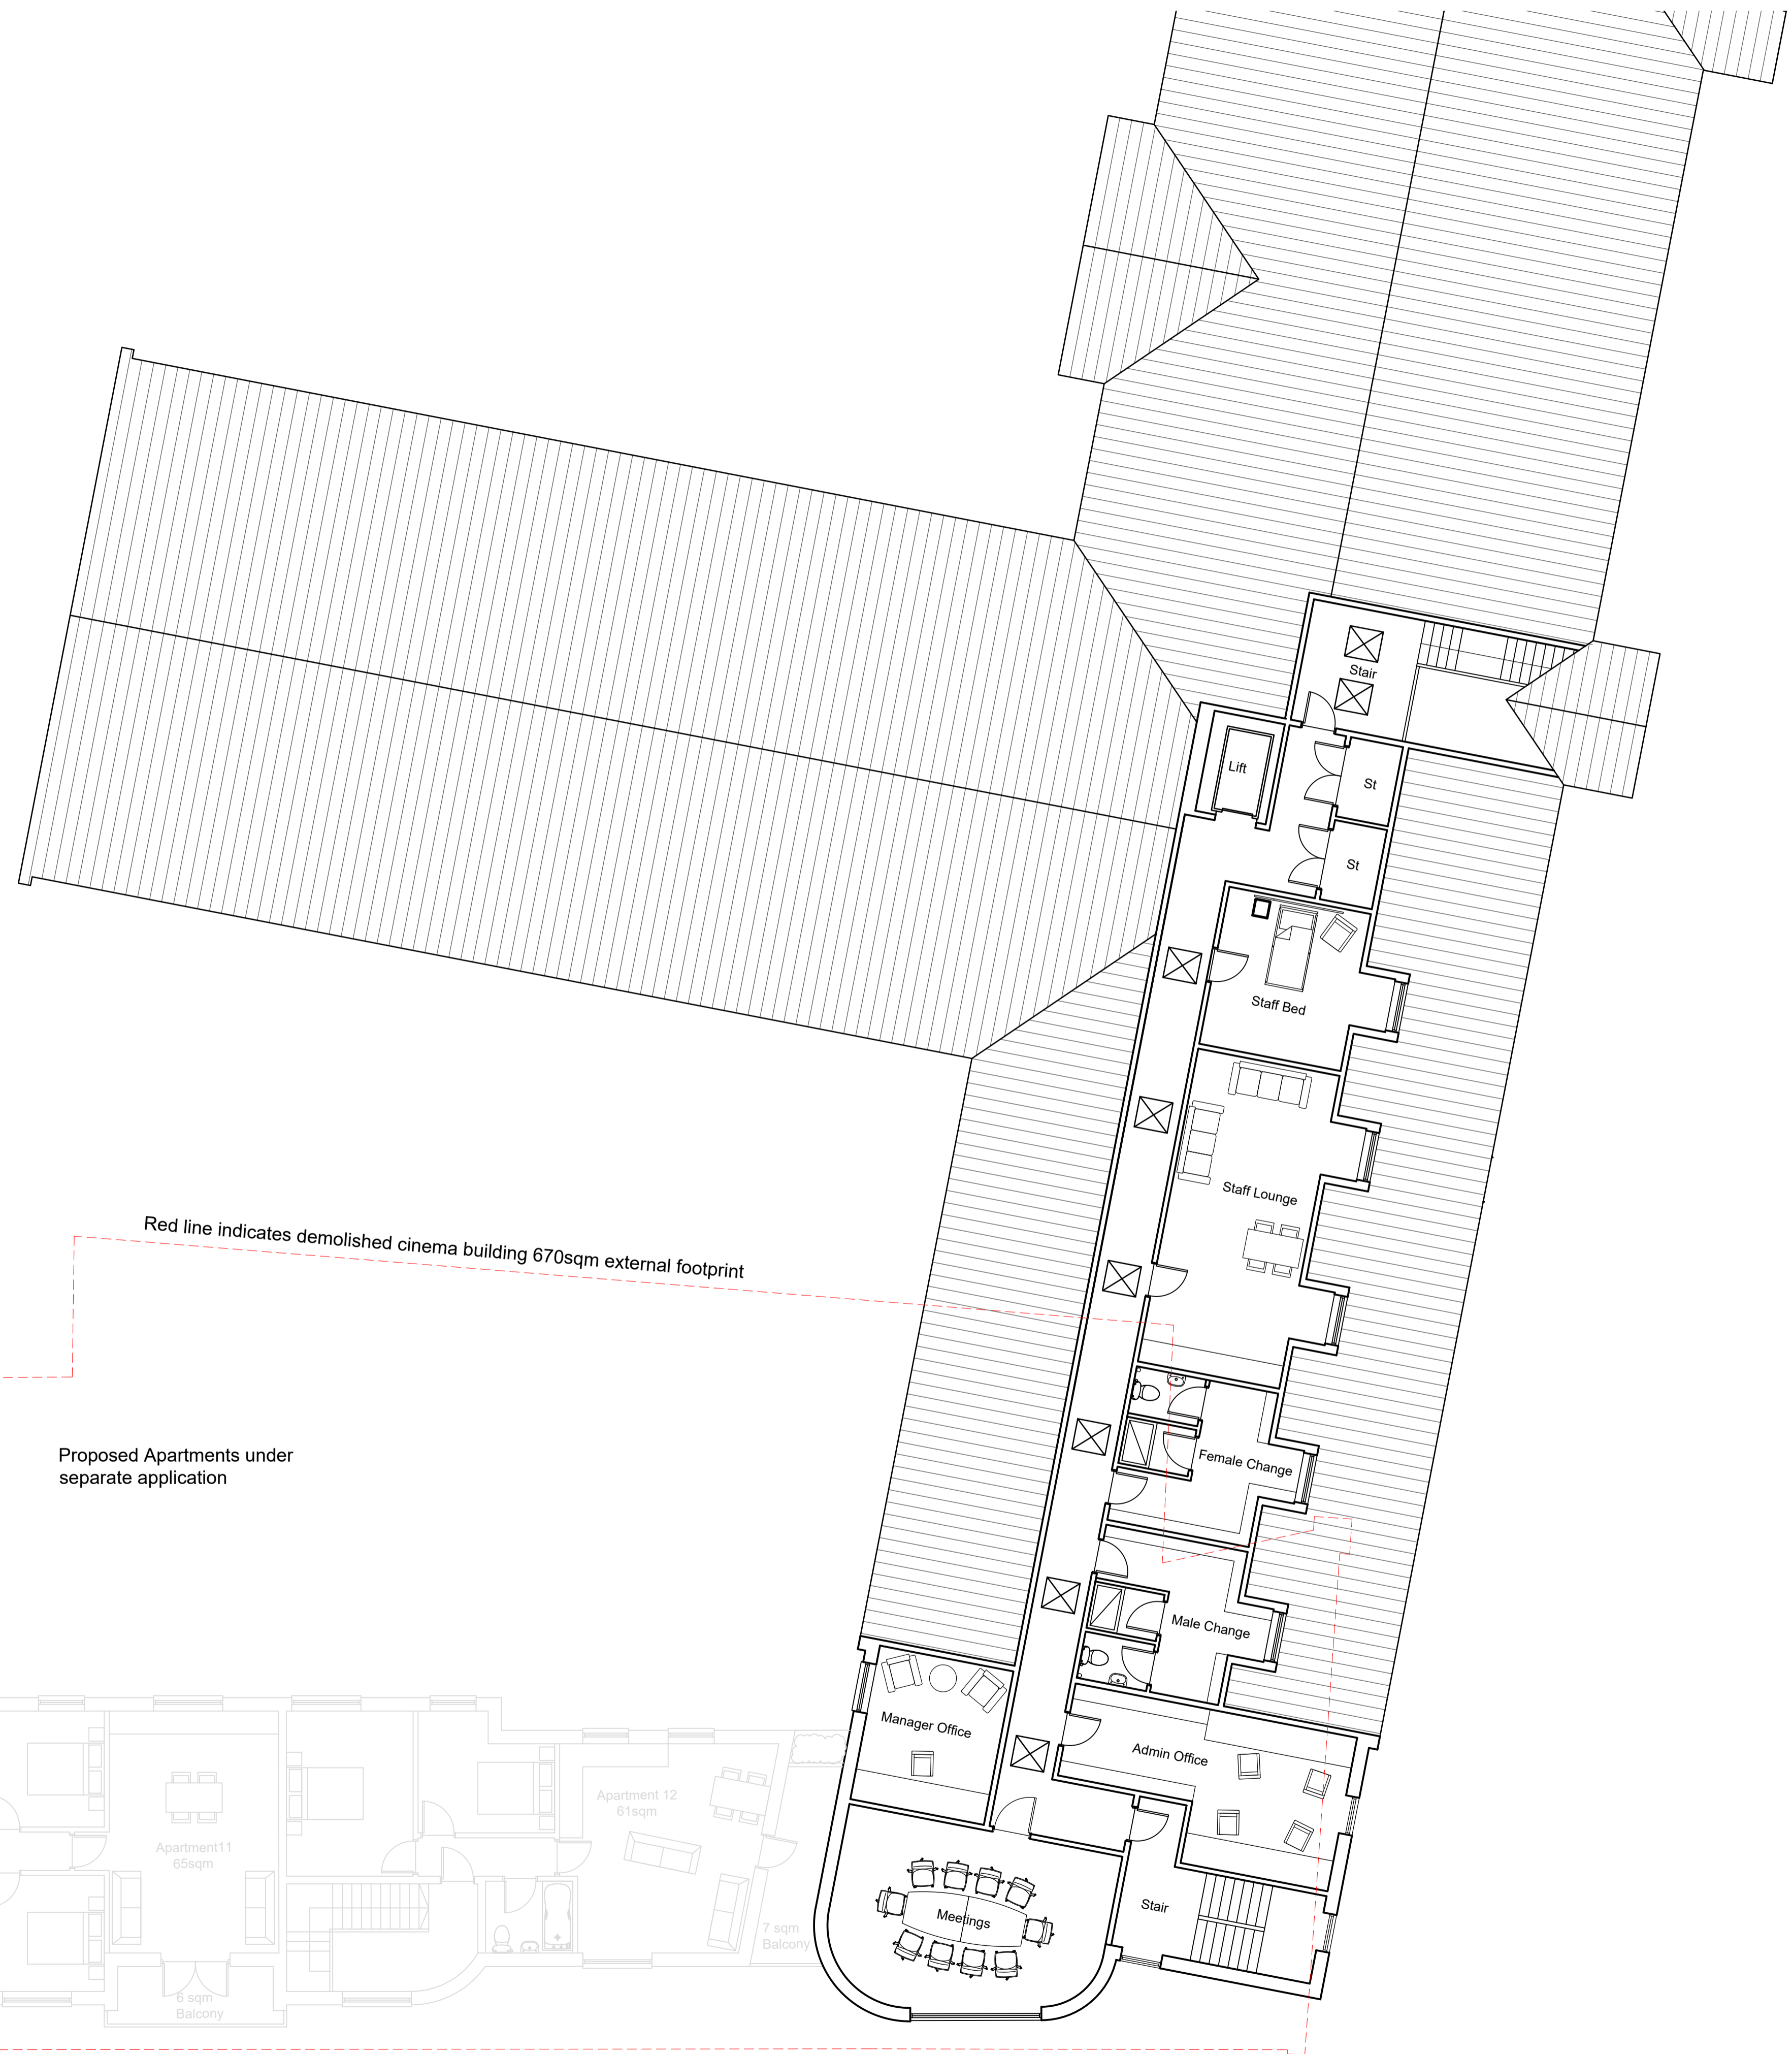 Stair
Lift
St
St
Staff Bed
Staff Lounge
Red line indicates demolished cinema building 670sqm external footprint
Proposed Apartments under
separate application
Female Change
Male Change
Manager Office
Admin Office
Apartment 12
61sqm
Apartment11
65sqm
Meetings
Stair
7 sqm
Balcony
6 sqm
Balcony